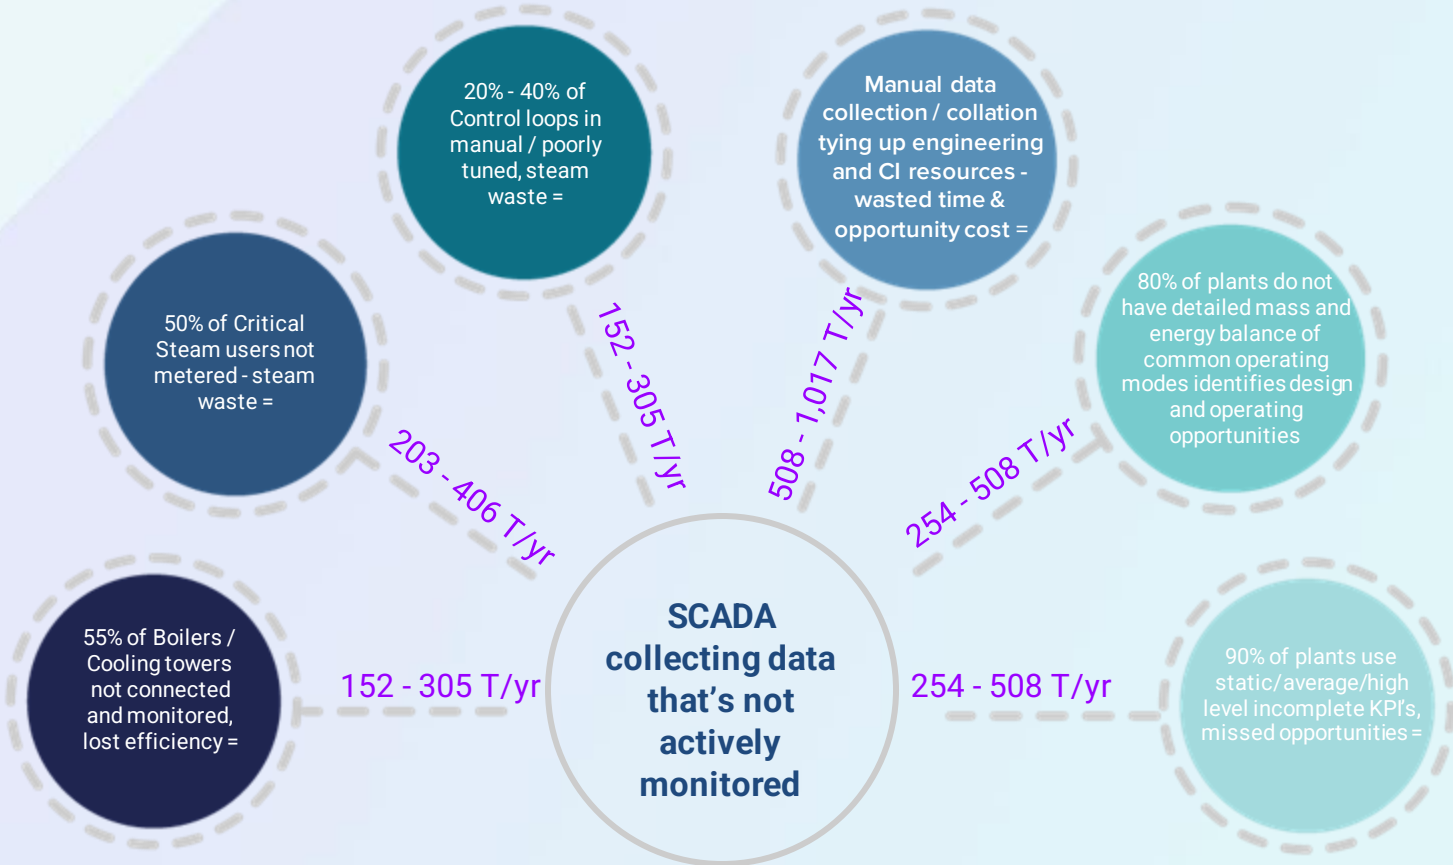 20% - 40% of
Control loops in
manual / poorly
tuned, steam
waste =
152 - 305 T/yr
Manual data
collection / collation
tying up engineering
and CI resources -
wasted time &
opportunity cost =
508 - 1,017 T/yr
50% of Critical
Steam users not
metered - steam
waste =
203 - 406 T/yr
80% of plants do not
have detailed mass and
energy balance of
common operating
modes identifies design
and operating
opportunities
254 - 508 T/yr
55% of Boilers /
Cooling towers
not connected
and monitored,
lost efficiency =
152 - 305 T/yr
SCADA
collecting data
that's not
actively
monitored
254 - 508 T/yr
90% of plants use
static/average/high
level incomplete KPI's,
missed opportunities =